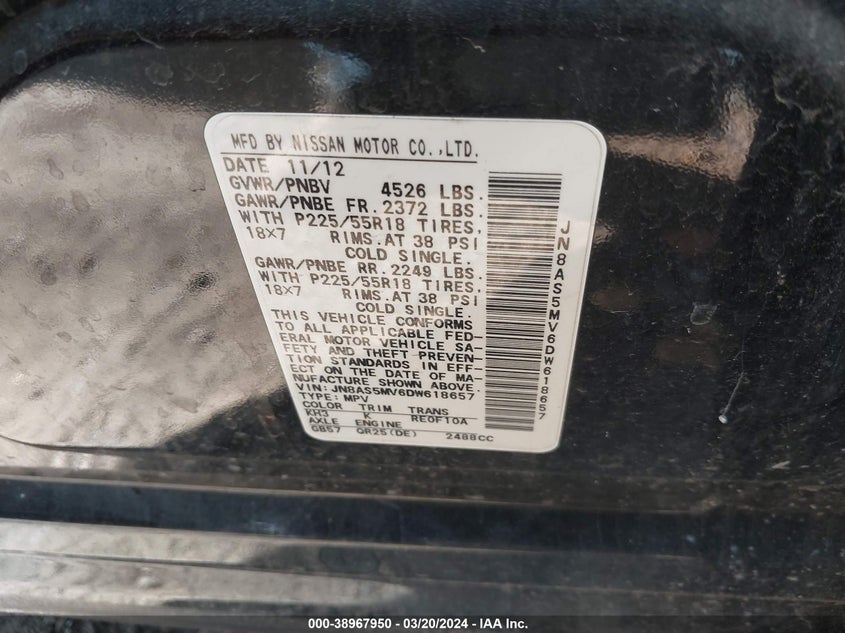 MFD BY NISSAN MOTOR CO.,LTD.
DATE 11/12
GVWR/PNBV 4526 LBS.
GAWR/PNBE FR. 2372 LBS.
WITH P225/55R18 TIRES,
18X7 RIMS.AT 38 PSI
COLD SINGLE.
GAWR/PNBE RR. 2249 LBS.
WITH P225/55R18 TIRES,
18X7 RIMS.AT 38 PSI
COLD SINGLE.
THIS VEHICLE CONFORMS
TO ALL APPLICABLE FED-
ERAL MOTOR VEHICLE SA-
FETY AND THEFT PREVEN-
TION STANDARDS IN EFF-
ECT ON THE DATE OF MA-
NUFACTURE SHOWN ABOVE.
VIN: JN8AS5MV6DW618657
TYPE: MPV
COLOR TRIM TRANS
KH3 K RE0F10A
AXLE ENGINE
GB57 QR25(DE) 2488CC
JN8AS5MV6DW618657
000-38967950 - 03/20/2024 - IAA Inc.